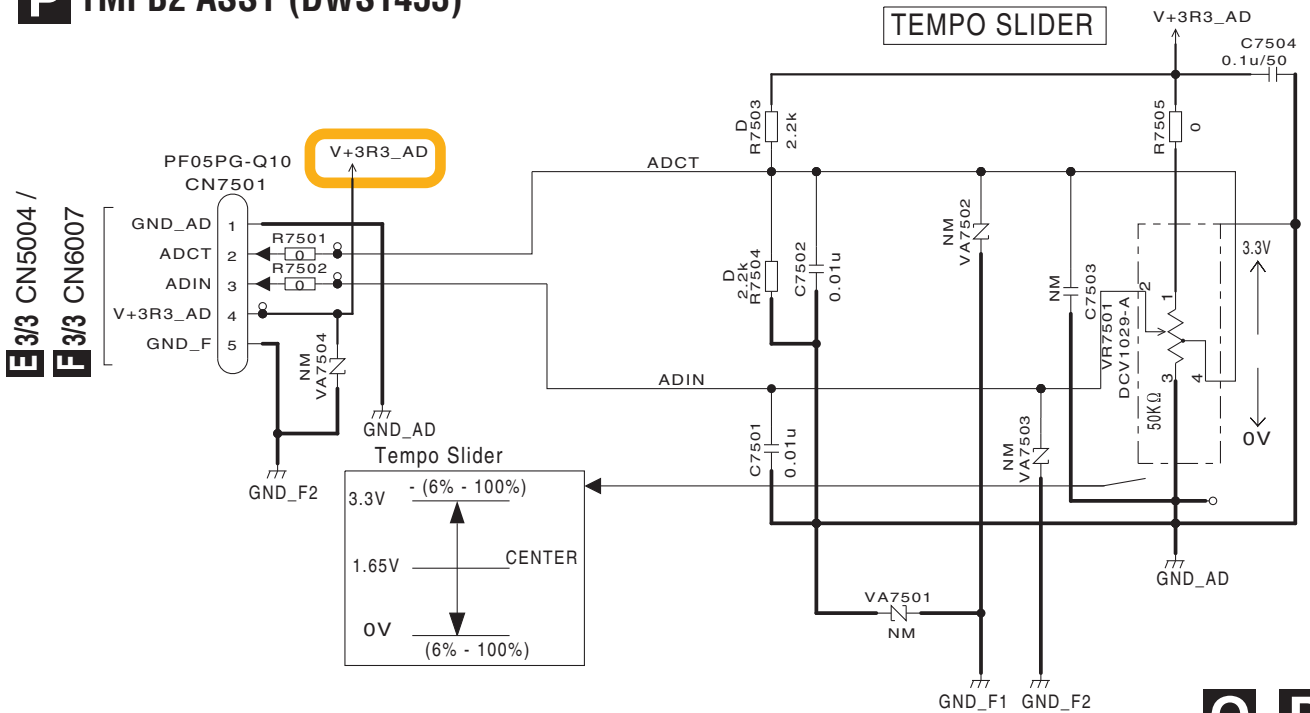 P TMPB2 ASSY (DWS1453)
TEMPO SLIDER
V+3R3_AD
C7504
0.1u/50
D
R7503
2.2k
R7505
0
PF05PG-Q10
CN7501
V+3R3_AD
ADCT
E 3/3 CN5004 /
F 3/3 CN6007
GND_AD 1
ADCT 2
ADIN 3
V+3R3_AD 4
GND_F 5
R7501
0
R7502
0
NM
VA7504
GND_AD
GND_F2
D
2.2k
R7504
C7502
0.01u
NM
VA7502
NM
C7503
VR7501
DCV1029-A
50KΩ
1
2
3
4
3.3V
0V
ADIN
C7501
0.01u
NM
VA7503
Tempo Slider
3.3V
- (6% - 100%)
1.65V
CENTER
0V
(6% - 100%)
VA7501
NM
GND_AD
GND_F1
GND_F2